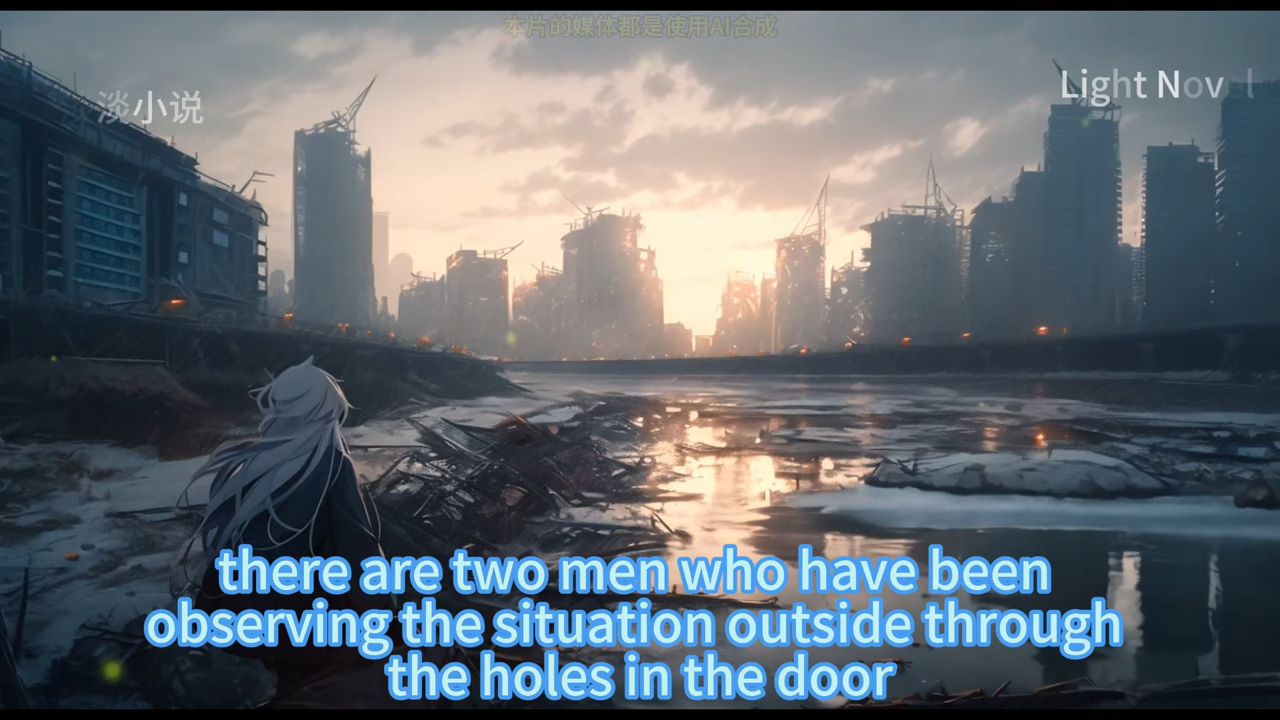 本片的媒体都是使用AI合成
淡小说
Light Novel
there are two men who have been
observing the situation outside through
the holes in the door